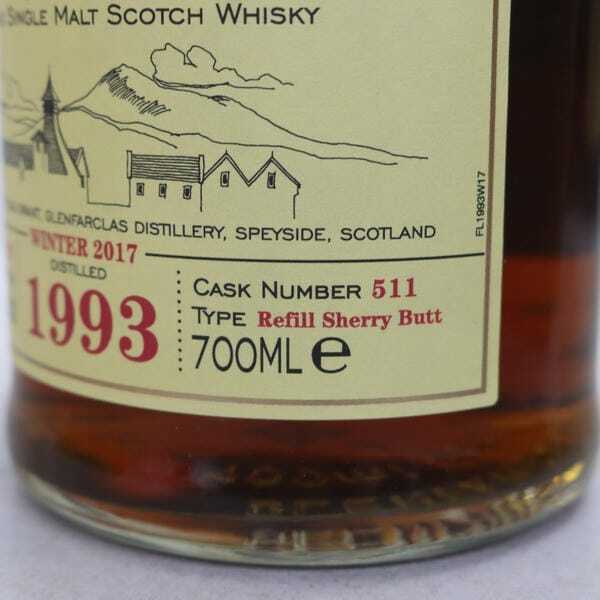 Single Malt Scotch Whisky
GRANT, GLENFARCLAS DISTILLERY, SPEYSIDE, SCOTLAND
FL1993W17
WINTER 2017
DISTILLED
1993
CASK NUMBER 511
TYPE Refill Sherry Butt
700ML e